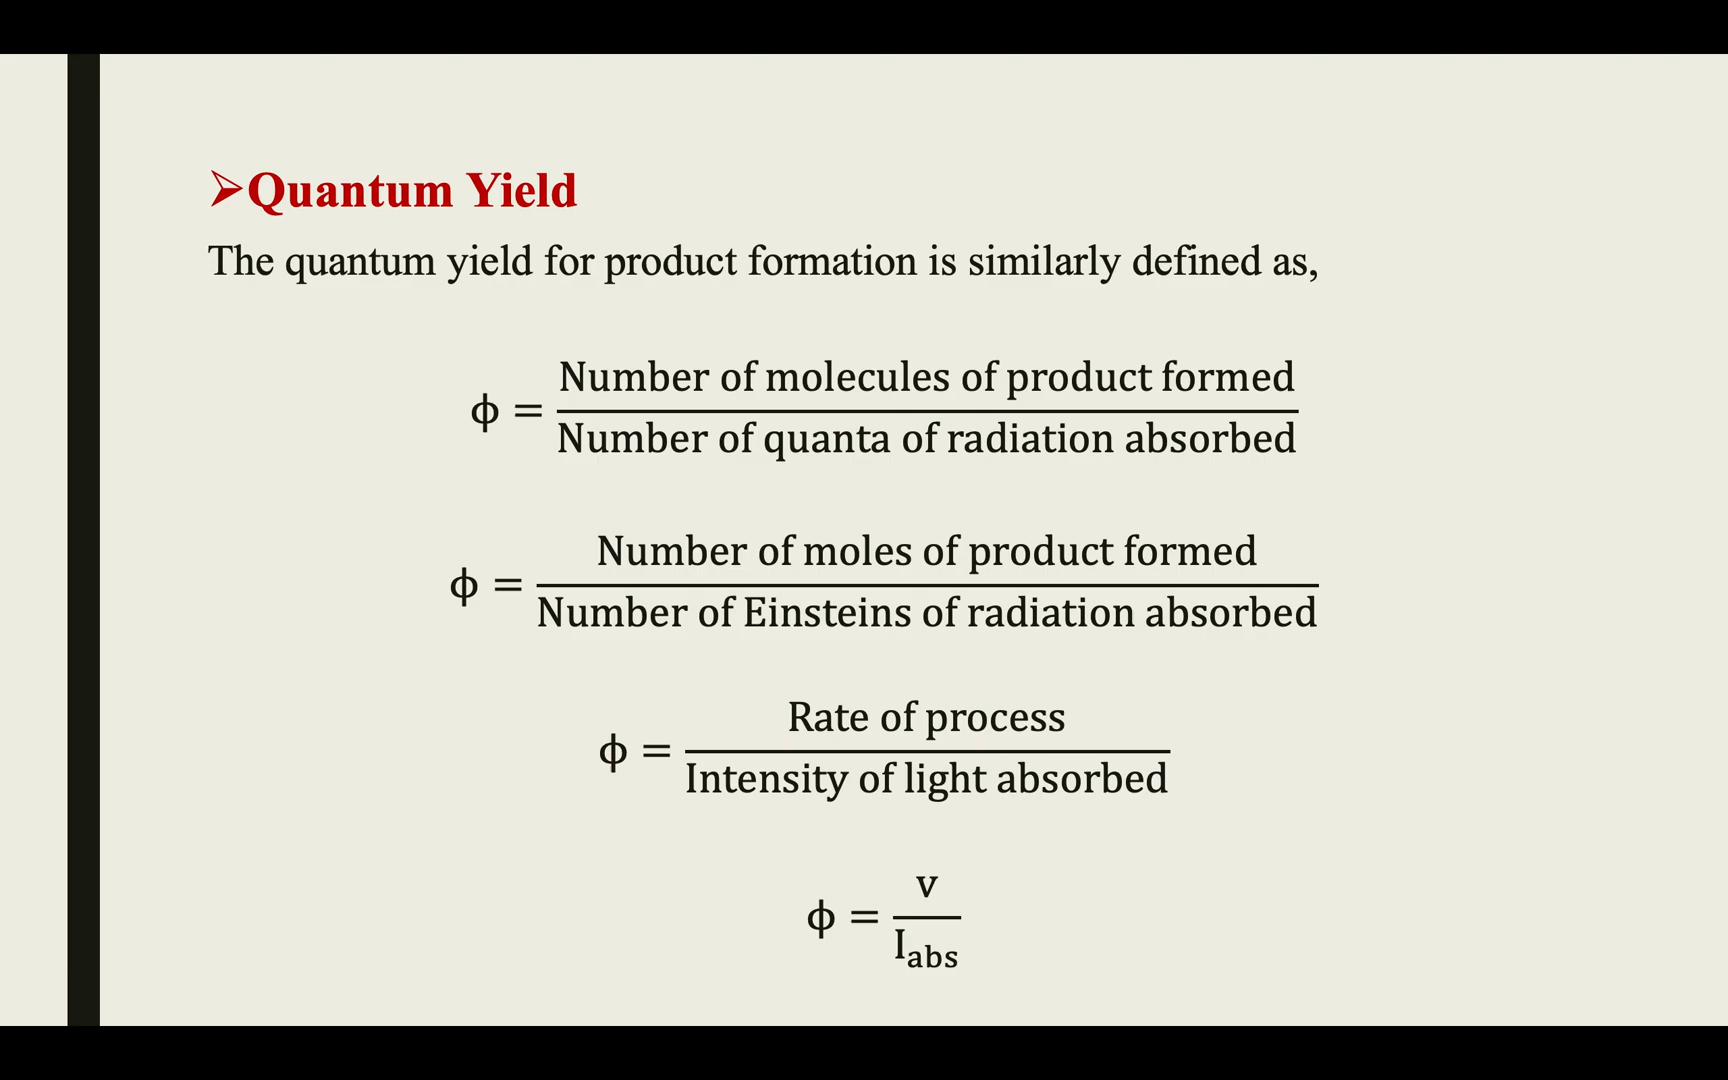 ➢Quantum Yield
The quantum yield for product formation is similarly defined as,
ϕ = Number of molecules of product formed / Number of quanta of radiation absorbed
ϕ = Number of moles of product formed / Number of Einsteins of radiation absorbed
ϕ = Rate of process / Intensity of light absorbed
ϕ = v / I_abs